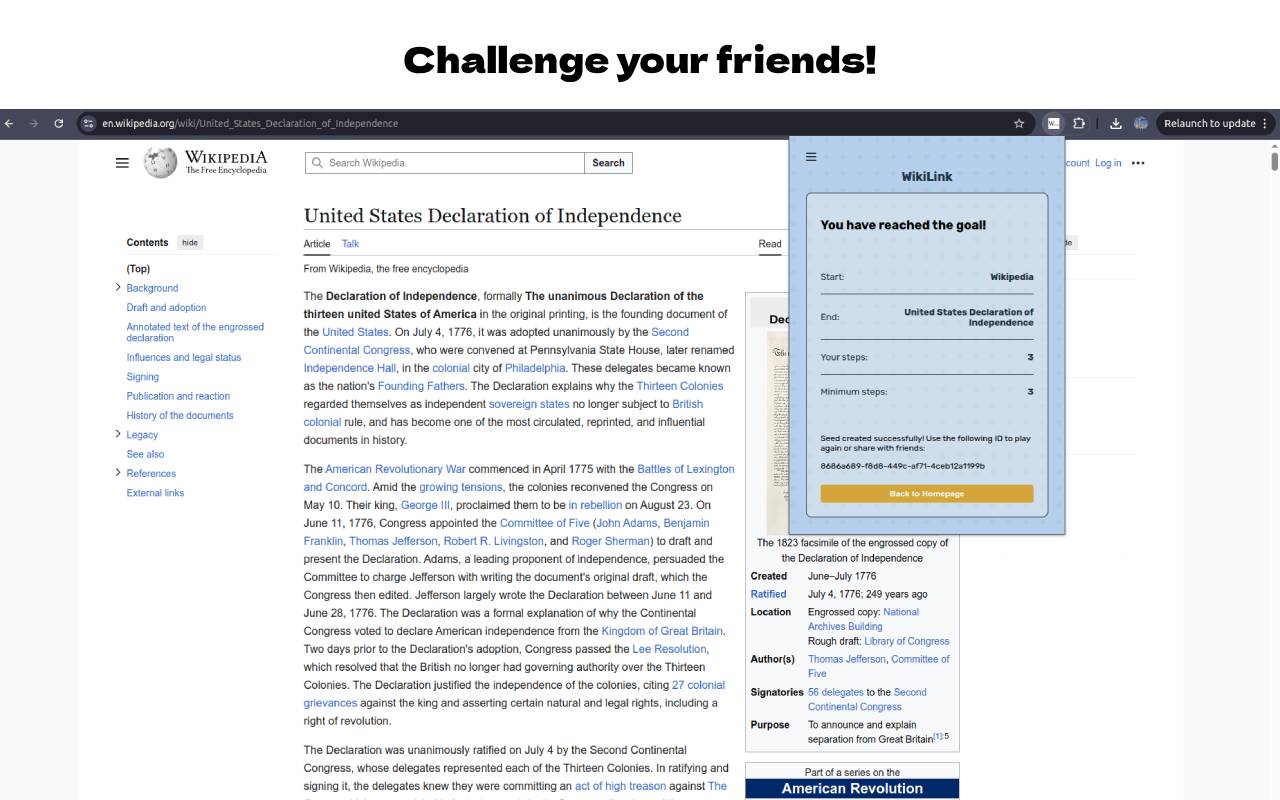 Challenge your friends!
en.wikipedia.org/wiki/United_States_Declaration_of_Independence
W...
Relaunch to update
WIKIPEDIA
The Free Encyclopedia
Search Wikipedia
Search
count
Log in
WikiLink
You have reached the goal!
Start:
Wikipedia
End:
United States Declaration of
Independence
Your steps:
3
Minimum steps:
3
Seed created successfully! Use the following ID to play
again or share with friends:
8686a689-f8d8-449c-af71-4ceb12a1199b
Back to Homepage
Contents
hide
(Top)
Background
Draft and adoption
Annotated text of the engrossed
declaration
Influences and legal status
Signing
Publication and reaction
History of the documents
Legacy
See also
References
External links
United States Declaration of Independence
Article
Talk
Read
de
From Wikipedia, the free encyclopedia
The Declaration of Independence, formally The unanimous Declaration of the
thirteen united States of America in the original printing, is the founding document of
the United States. On July 4, 1776, it was adopted unanimously by the Second
Continental Congress, who were convened at Pennsylvania State House, later renamed
Independence Hall, in the colonial city of Philadelphia. These delegates became known
as the nation's Founding Fathers. The Declaration explains why the Thirteen Colonies
regarded themselves as independent sovereign states no longer subject to British
colonial rule, and has become one of the most circulated, reprinted, and influential
documents in history.
The American Revolutionary War commenced in April 1775 with the Battles of Lexington
and Concord. Amid the growing tensions, the colonies reconvened the Congress on
May 10. Their king, George III, proclaimed them to be in rebellion on August 23. On
June 11, 1776, Congress appointed the Committee of Five (John Adams, Benjamin
Franklin, Thomas Jefferson, Robert R. Livingston, and Roger Sherman) to draft and
present the Declaration. Adams, a leading proponent of independence, persuaded the
Committee to charge Jefferson with writing the document's original draft, which the
Congress then edited. Jefferson largely wrote the Declaration between June 11 and
June 28, 1776. The Declaration was a formal explanation of why the Continental
Congress voted to declare American independence from the Kingdom of Great Britain.
Two days prior to the Declaration's adoption, Congress passed the Lee Resolution,
which resolved that the British no longer had governing authority over the Thirteen
Colonies. The Declaration justified the independence of the colonies, citing 27 colonial
grievances against the king and asserting certain natural and legal rights, including a
right of revolution.
The Declaration was unanimously ratified on July 4 by the Second Continental
Congress, whose delegates represented each of the Thirteen Colonies. In ratifying and
signing it, the delegates knew they were committing an act of high treason against The
Dec
The 1823 facsimile of the engrossed copy of
the Declaration of Independence
Created
June–July 1776
Ratified
July 4, 1776; 249 years ago
Location
Engrossed copy: National
Archives Building
Rough draft: Library of Congress
Author(s)
Thomas Jefferson, Committee of
Five
Signatories
56 delegates to the Second
Continental Congress
Purpose
To announce and explain
separation from Great Britain[1]:5
Part of a series on the
American Revolution